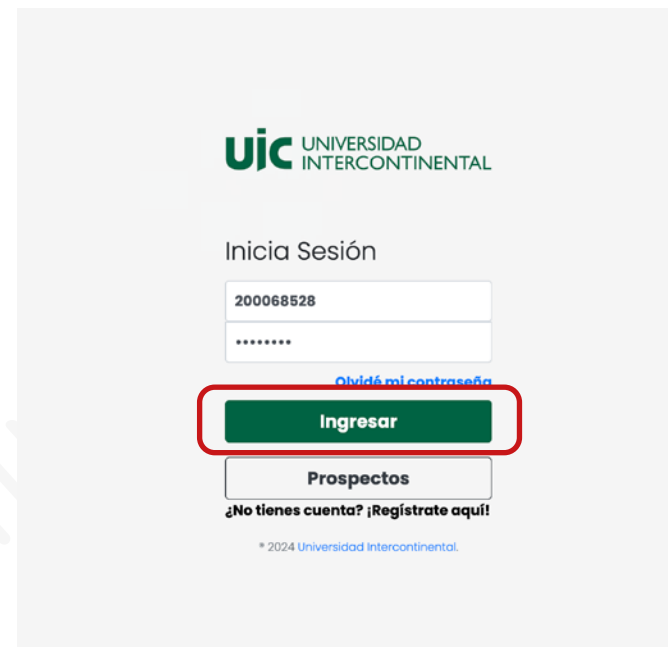 uic UNIVERSIDAD
INTERCONTINENTAL
Inicia Sesión
200068528
••••••••
Olvidé mi contraseña
Ingresar
Prospectos
¿No tienes cuenta? ¡Regístrate aquí!
® 2024 Universidad Intercontinental.